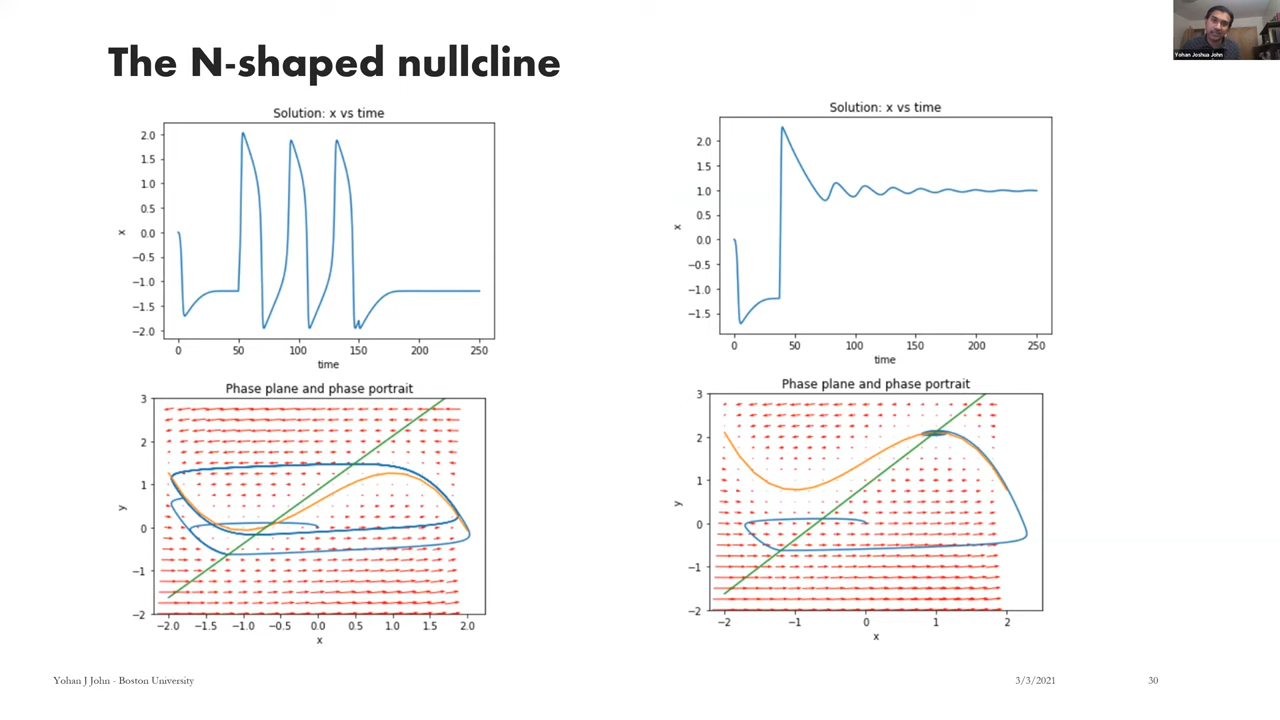 The N-shaped nullcline
Yohan Joshua John
Solution: x vs time
2.0
1.5
1.0
0.5
0.0
−0.5
−1.0
−1.5
−2.0
x
0 50 100 150 200 250
time
Solution: x vs time
2.0
1.5
1.0
0.5
0.0
−0.5
−1.0
−1.5
x
0 50 100 150 200 250
time
Phase plane and phase portrait
3
2
1
0
−1
−2
y
−2.0 −1.5 −1.0 −0.5 0.0 0.5 1.0 1.5 2.0
x
Phase plane and phase portrait
3
2
1
0
−1
−2
y
−2 −1 0 1 2
x
Yohan J John - Boston University
3/3/2021
30